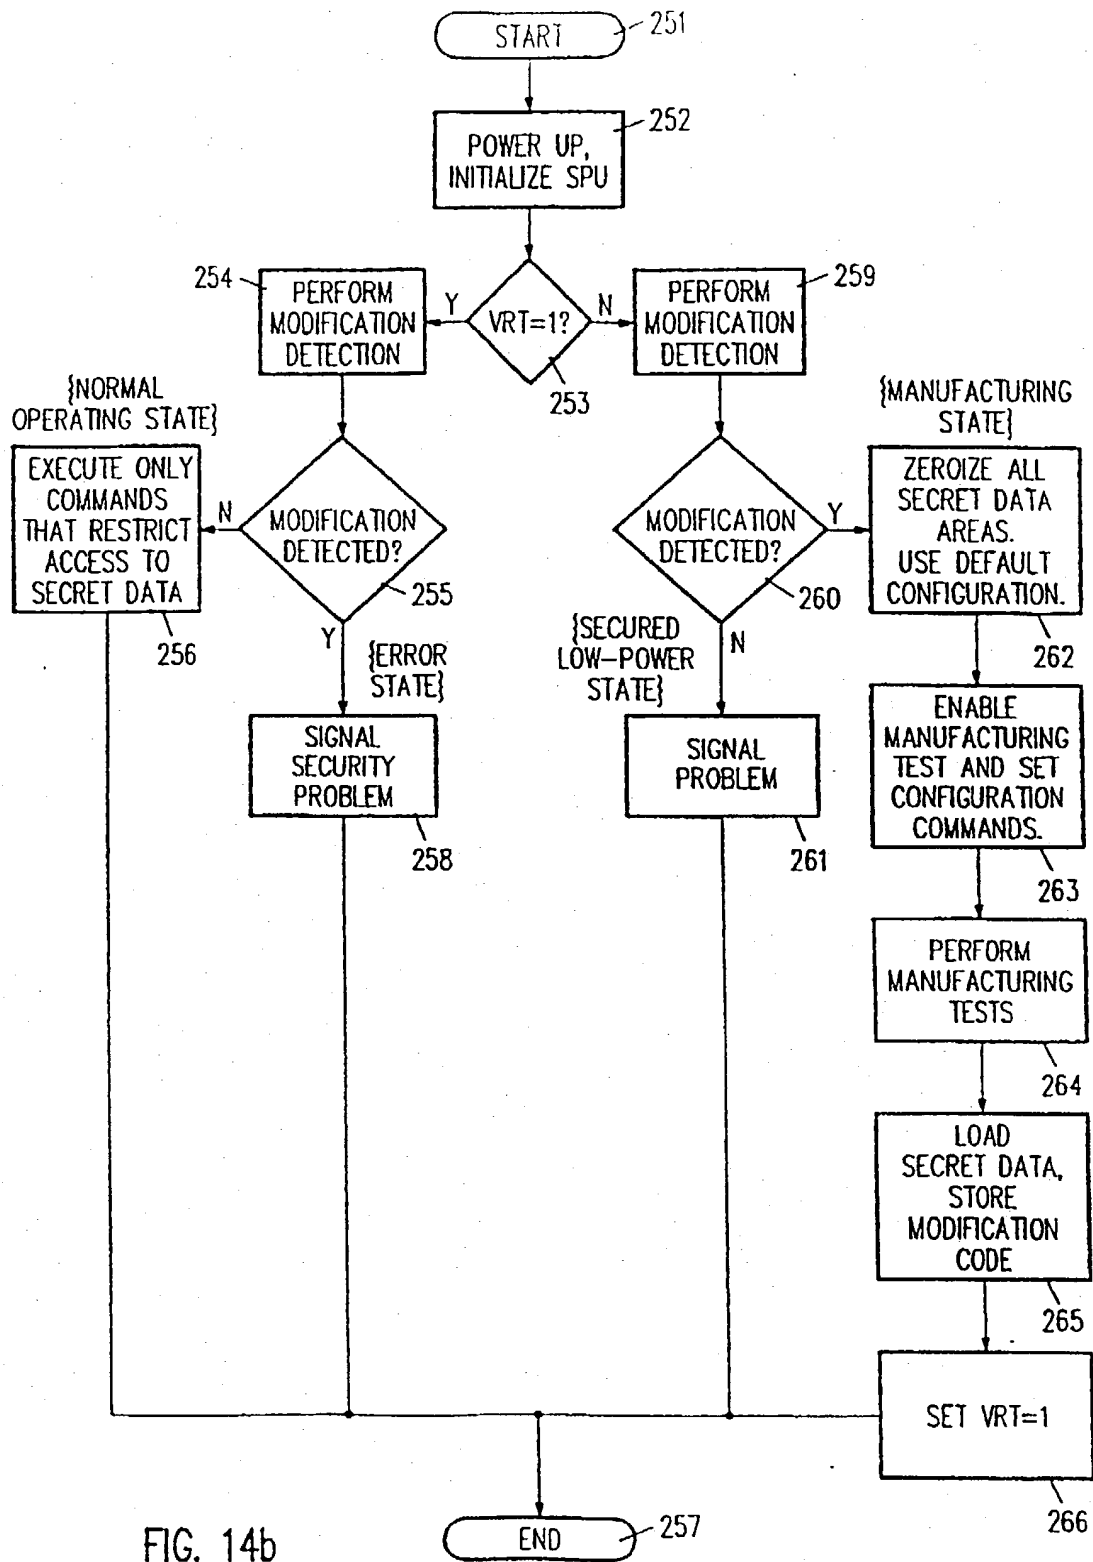 START
251
252
POWER UP,
INITIALIZE SPU
254
PERFORM
MODIFICATION
DETECTION
Y
VRT=1?
N
253
259
PERFORM
MODIFICATION
DETECTION
{NORMAL
OPERATING STATE}
EXECUTE ONLY
COMMANDS
THAT RESTRICT
ACCESS TO
SECRET DATA
256
N
MODIFICATION
DETECTED?
255
Y
{ERROR
STATE}
SIGNAL
SECURITY
PROBLEM
258
MODIFICATION
DETECTED?
260
Y
N
{SECURED
LOW-POWER
STATE}
SIGNAL
PROBLEM
261
{MANUFACTURING
STATE}
ZEROIZE ALL
SECRET DATA
AREAS.
USE DEFAULT
CONFIGURATION.
262
ENABLE
MANUFACTURING
TEST AND SET
CONFIGURATION
COMMANDS.
263
PERFORM
MANUFACTURING
TESTS
264
LOAD
SECRET DATA,
STORE
MODIFICATION
CODE
265
SET VRT=1
266
END
257
FIG. 14b